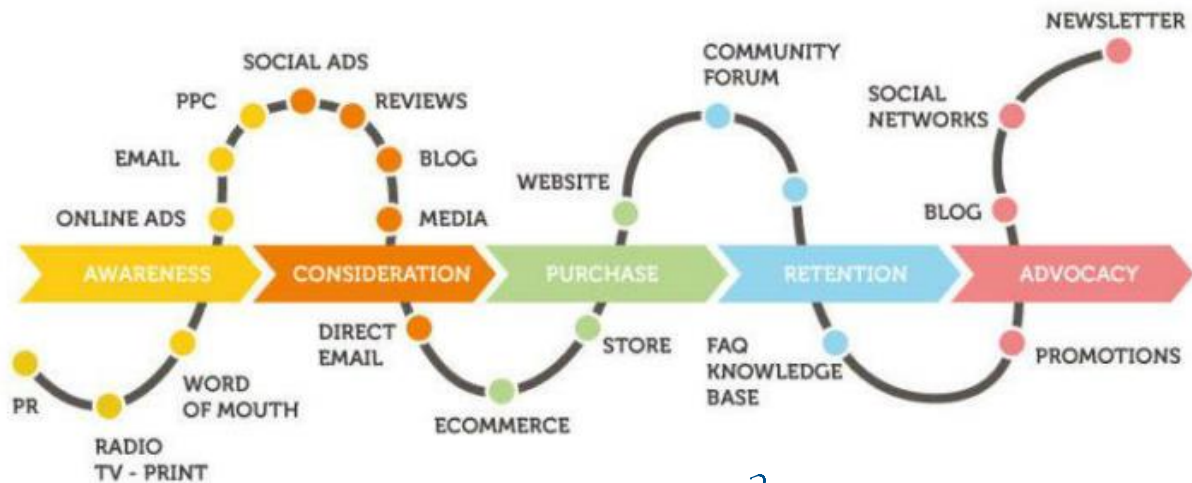 NEWSLETTER
COMMUNITY
FORUM
SOCIAL ADS
PPC
REVIEWS
SOCIAL
NETWORKS
EMAIL
BLOG
WEBSITE
ONLINE ADS
MEDIA
BLOG
AWARENESS
CONSIDERATION
PURCHASE
RETENTION
ADVOCACY
DIRECT
EMAIL
STORE
FAQ
KNOWLEDGE
BASE
PROMOTIONS
PR
WORD
OF MOUTH
ECOMMERCE
RADIO
TV - PRINT